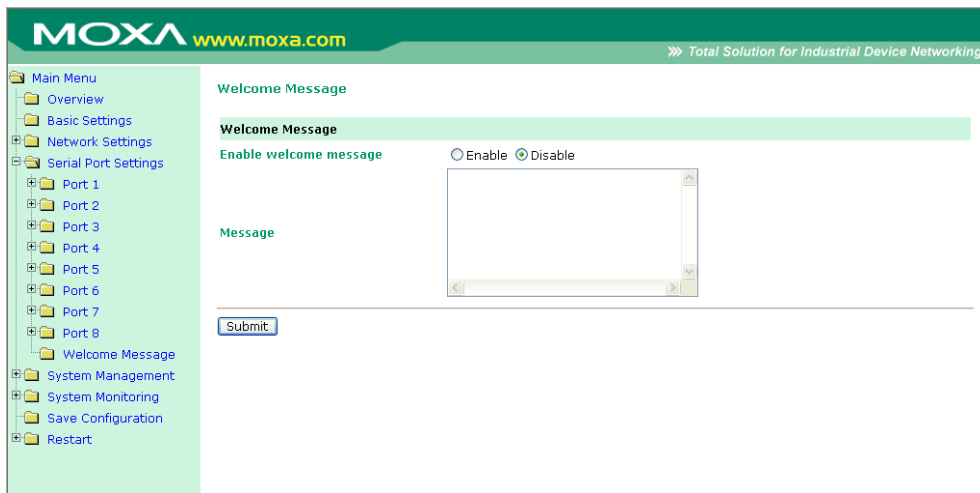 MOXA www.moxa.com
Total Solution for Industrial Device Networking
Main Menu
Overview
Basic Settings
Network Settings
Serial Port Settings
Port 1
Port 2
Port 3
Port 4
Port 5
Port 6
Port 7
Port 8
Welcome Message
System Management
System Monitoring
Save Configuration
Restart
Welcome Message
Welcome Message
Enable welcome message Enable Disable
Message
Submit